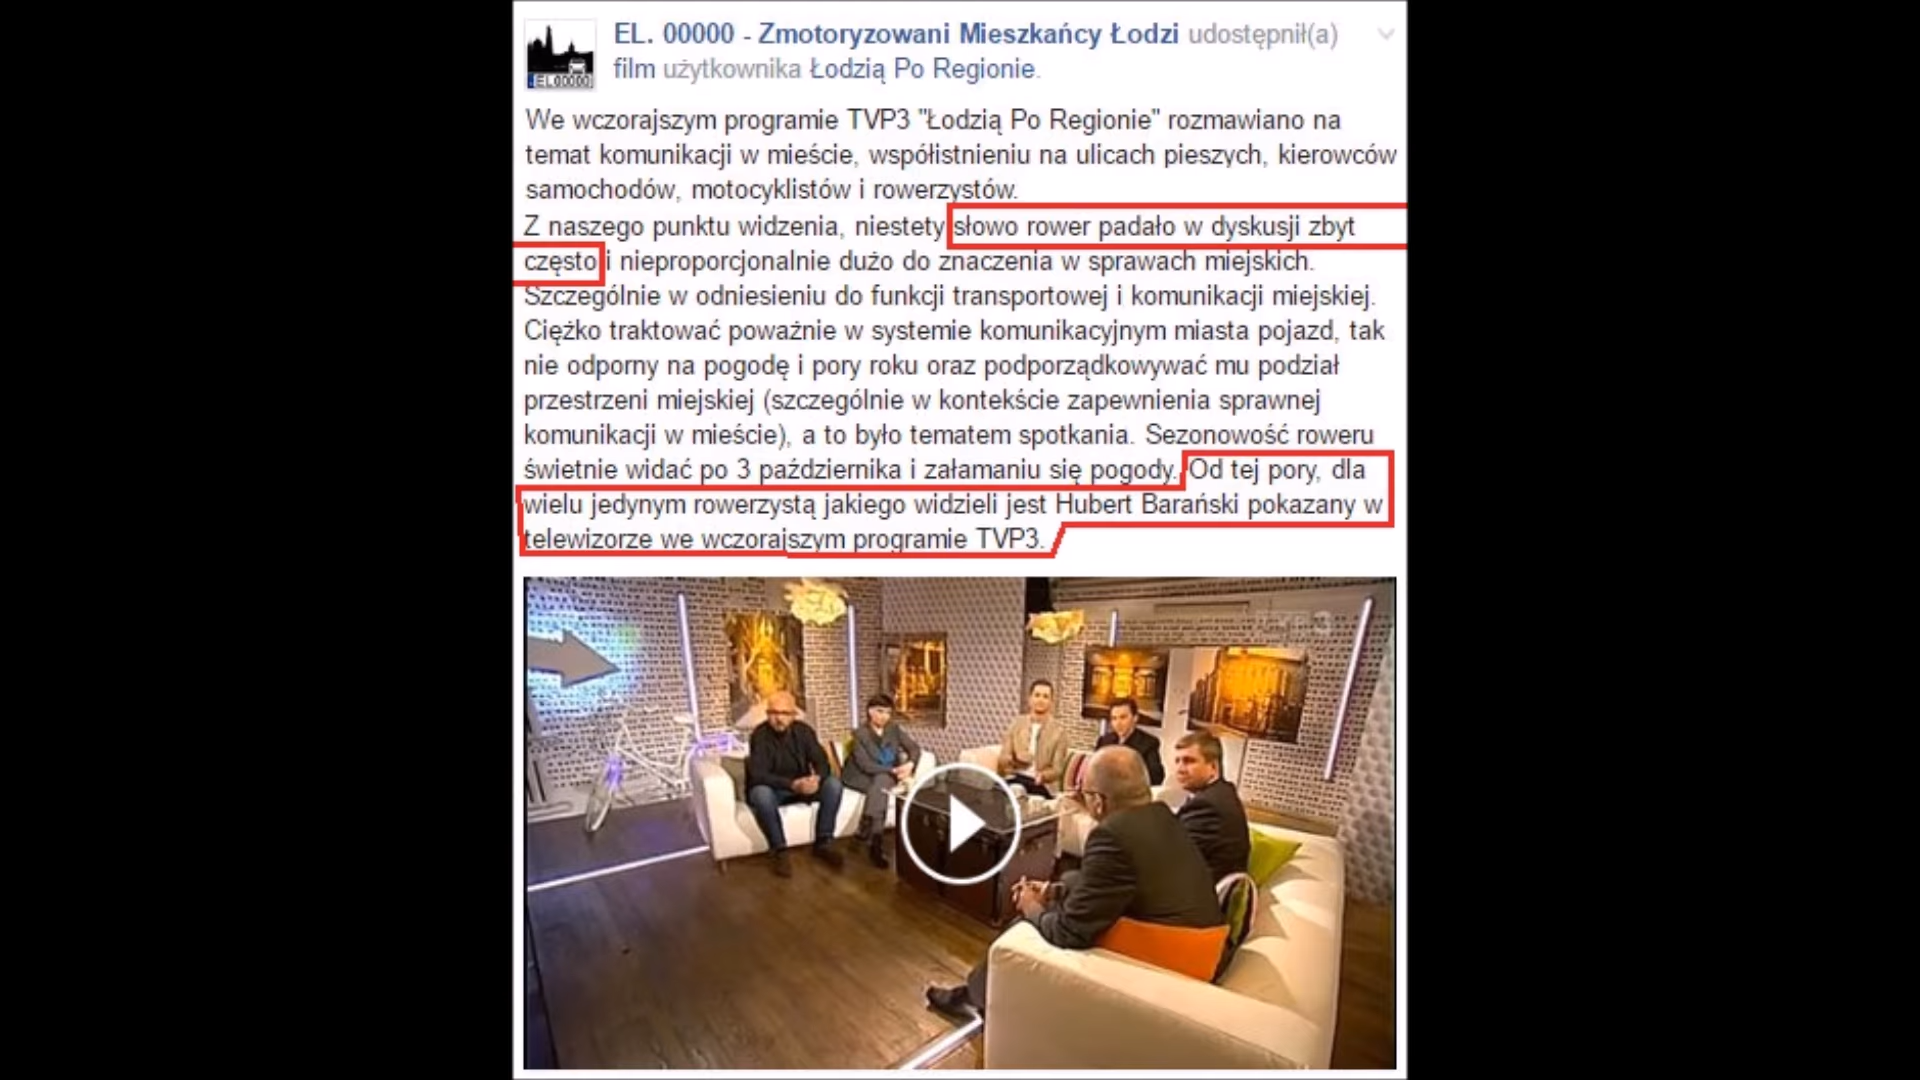 EL. 00000 - Zmotoryzowani Mieszkańcy Łodzi udostępnił(a)
film użytkownika Łodzią Po Regionie.
EL00000
We wczorajszym programie TVP3 "Łodzią Po Regionie" rozmawiano na
temat komunikacji w mieście, współistnieniu na ulicach pieszych, kierowców
samochodów, motocyklistów i rowerzystów.
Z naszego punktu widzenia, niestety słowo rower padało w dyskusji zbyt
często i nieproporcjonalnie dużo do znaczenia w sprawach miejskich.
Szczególnie w odniesieniu do funkcji transportowej i komunikacji miejskiej.
Ciężko traktować poważnie w systemie komunikacyjnym miasta pojazd, tak
nie odporny na pogodę i pory roku oraz podporządkowywać mu podział
przestrzeni miejskiej (szczególnie w kontekście zapewnienia sprawnej
komunikacji w mieście), a to było tematem spotkania. Sezonowość roweru
świetnie widać po 3 października i załamaniu się pogody. Od tej pory, dla
wielu jedynym rowerzystą jakiego widzieli jest Hubert Barański pokazany w
telewizorze we wczorajszym programie TVP3.